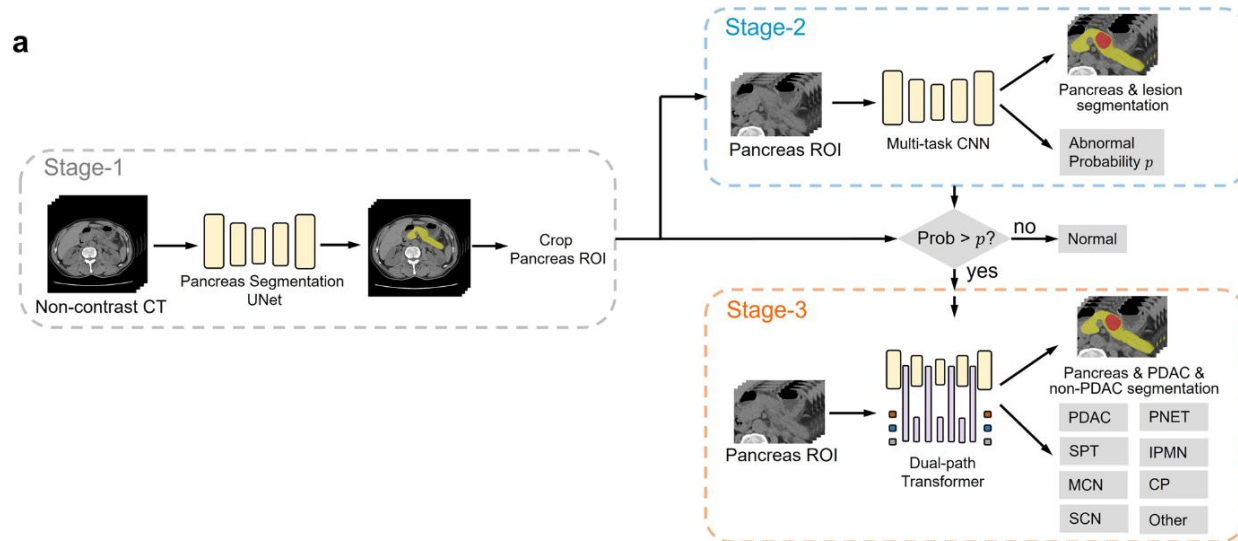 a
Stage-1
Non-contrast CT
Pancreas Segmentation
UNet
Crop
Pancreas ROI
Stage-2
Pancreas ROI
Multi-task CNN
Pancreas & lesion
segmentation
Abnormal
Probability p
Prob > p?
no
Normal
yes
Stage-3
Pancreas ROI
Dual-path
Transformer
Pancreas & PDAC &
non-PDAC segmentation
PDAC
PNET
SPT
IPMN
MCN
CP
SCN
Other